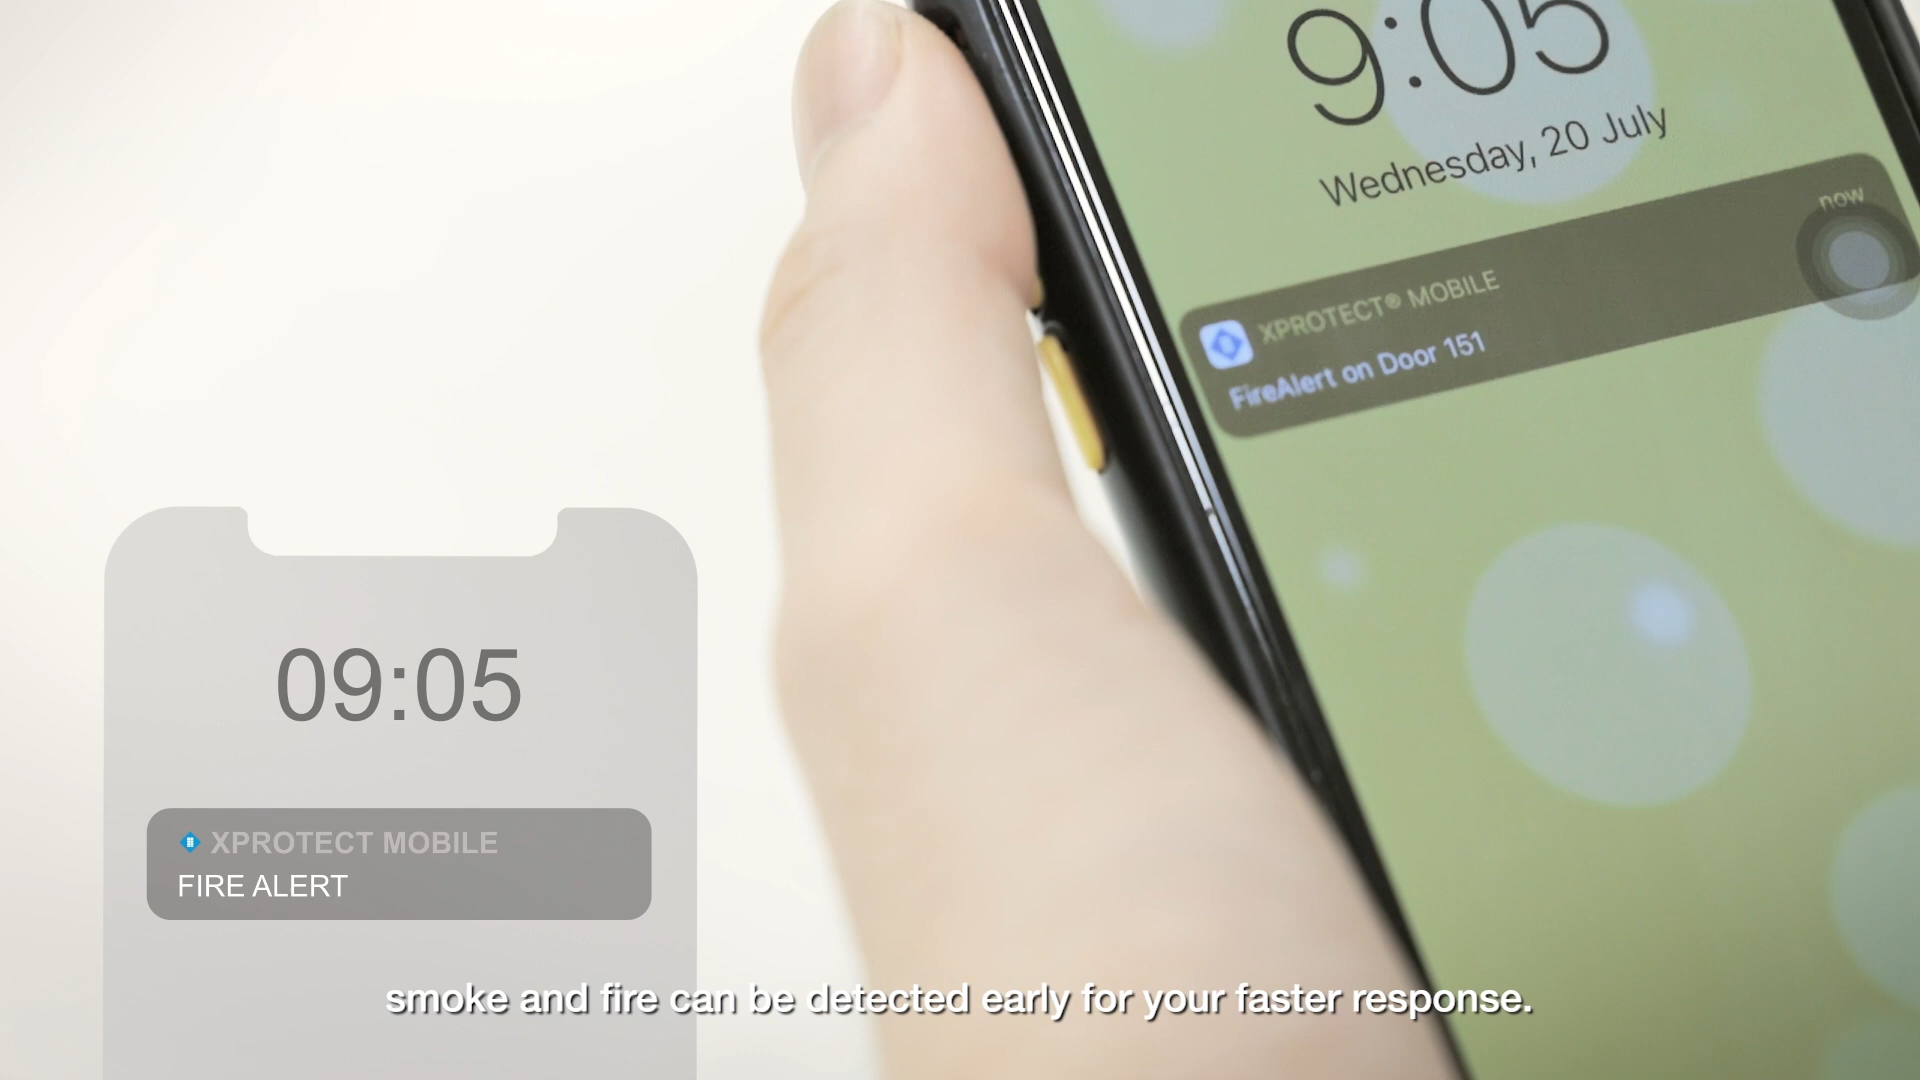 9:05
Wednesday, 20 July
now
XPROTECT® MOBILE
FireAlert on Door 151
09:05
XPROTECT MOBILE
FIRE ALERT
smoke and fire can be detected early for your faster response.